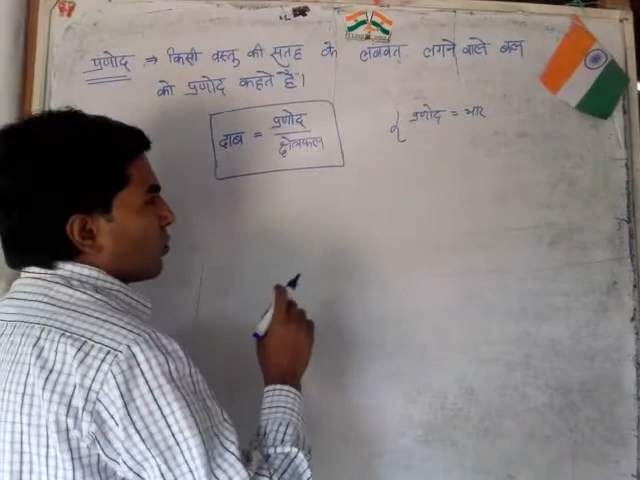 प्रणोद ⇒ किसी वस्तु की सतह के लंबवत् लगने वाले बल
को प्रणोद कहते हैं।
दाब = प्रणोद / क्षेत्रफल
{ प्रणोद = भार